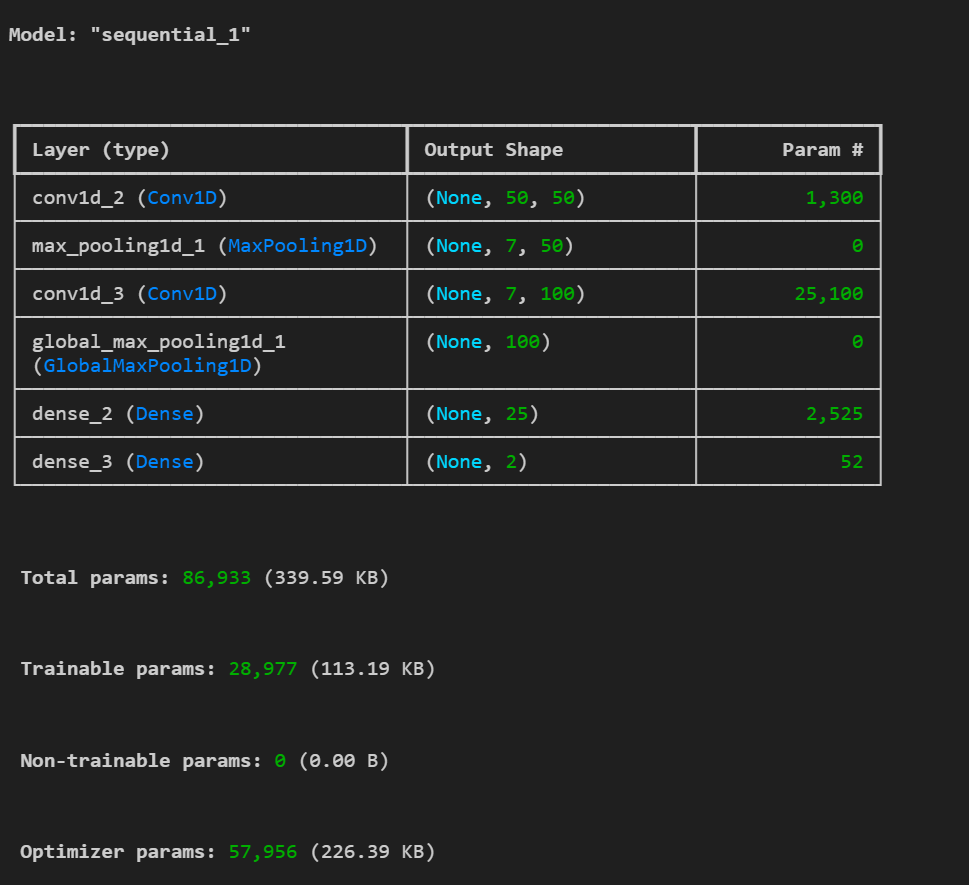 Model: "sequential_1"
Layer (type) Output Shape Param #
conv1d_2 (Conv1D) (None, 50, 50) 1,300
max_pooling1d_1 (MaxPooling1D) (None, 7, 50) 0
conv1d_3 (Conv1D) (None, 7, 100) 25,100
global_max_pooling1d_1 (None, 100) 0
(GlobalMaxPooling1D)
dense_2 (Dense) (None, 25) 2,525
dense_3 (Dense) (None, 2) 52
Total params: 86,933 (339.59 KB)
Trainable params: 28,977 (113.19 KB)
Non-trainable params: 0 (0.00 B)
Optimizer params: 57,956 (226.39 KB)